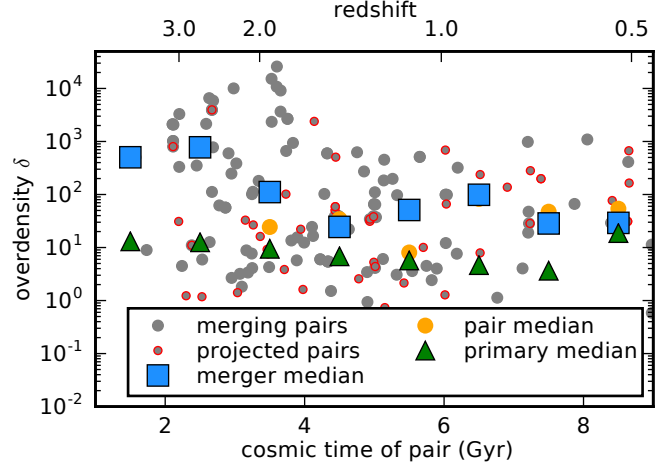 redshift
3.0 2.0 1.0 0.5
overdensity δ
10^4
10^3
10^2
10^1
10^0
10^-1
10^-2
merging pairs
projected pairs
merger median
pair median
primary median
2 4 6 8
cosmic time of pair (Gyr)